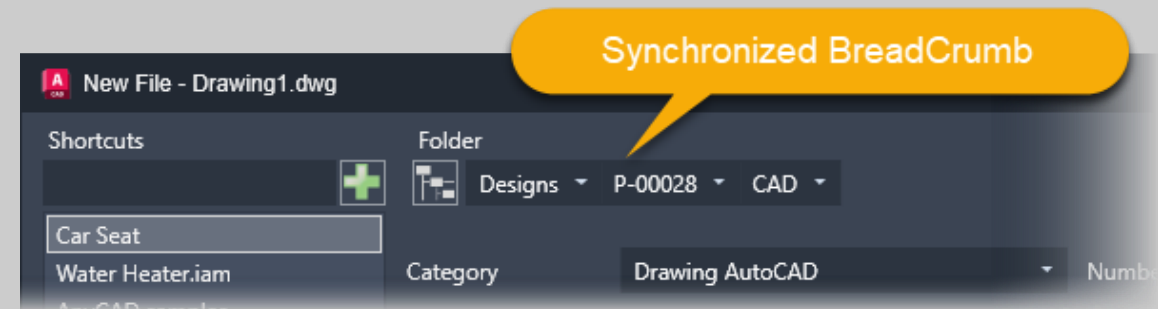 Synchronized BreadCrumb
A
CAD
New File - Drawing1.dwg
Shortcuts
Folder
Designs
P-00028
CAD
Car Seat
Water Heater.iam
Category
Drawing AutoCAD